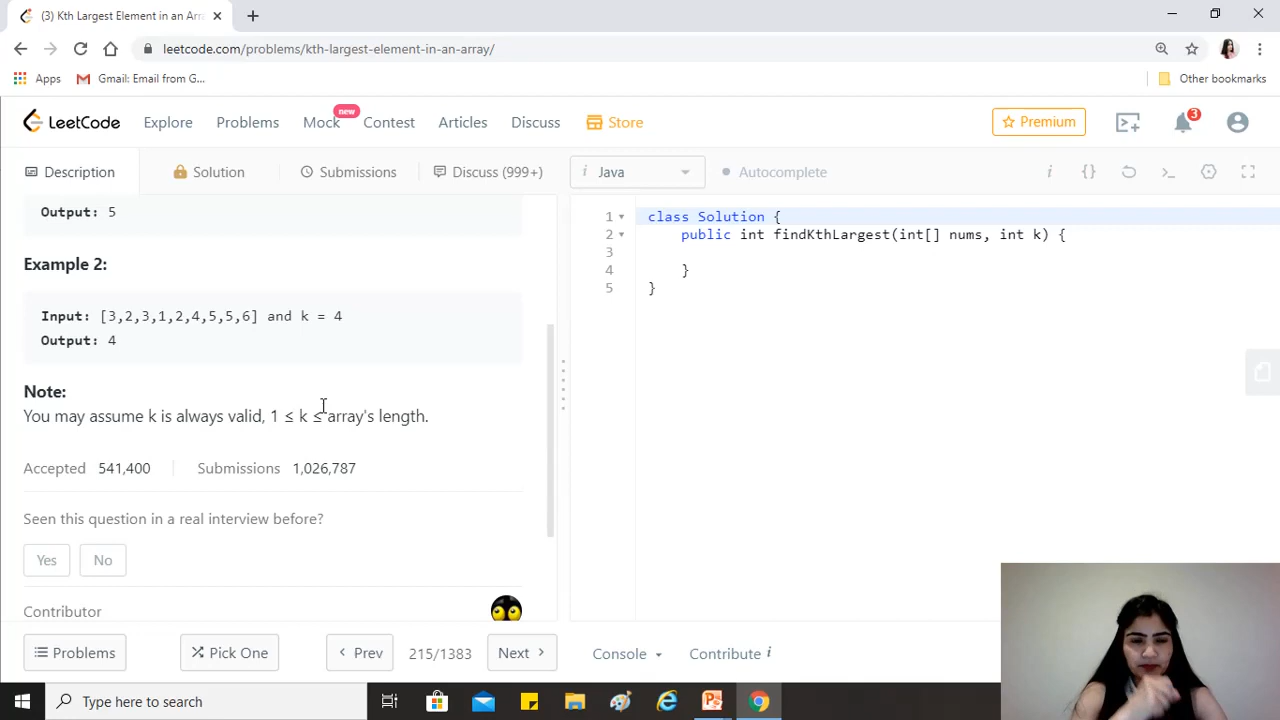 (3) Kth Largest Element in an Arr
leetcode.com/problems/kth-largest-element-in-an-array/
Apps
Gmail: Email from G...
Other bookmarks
LeetCode
Explore
Problems
Mock
new
Contest
Articles
Discuss
Store
Premium
3
Description
Solution
Submissions
Discuss (999+)
i
Java
Autocomplete
i
{}
Output: 5
Example 2:
Input: [3,2,3,1,2,4,5,5,6] and k = 4
Output: 4
Note:
You may assume k is always valid, 1 ≤ k ≤ array's length.
Accepted 541,400
Submissions 1,026,787
Seen this question in a real interview before?
Yes
No
Contributor
1 class Solution {
2 public int findKthLargest(int[] nums, int k) {
3
4 }
5 }
Problems
Pick One
Prev
215/1383
Next
Console
Contribute i
Type here to search